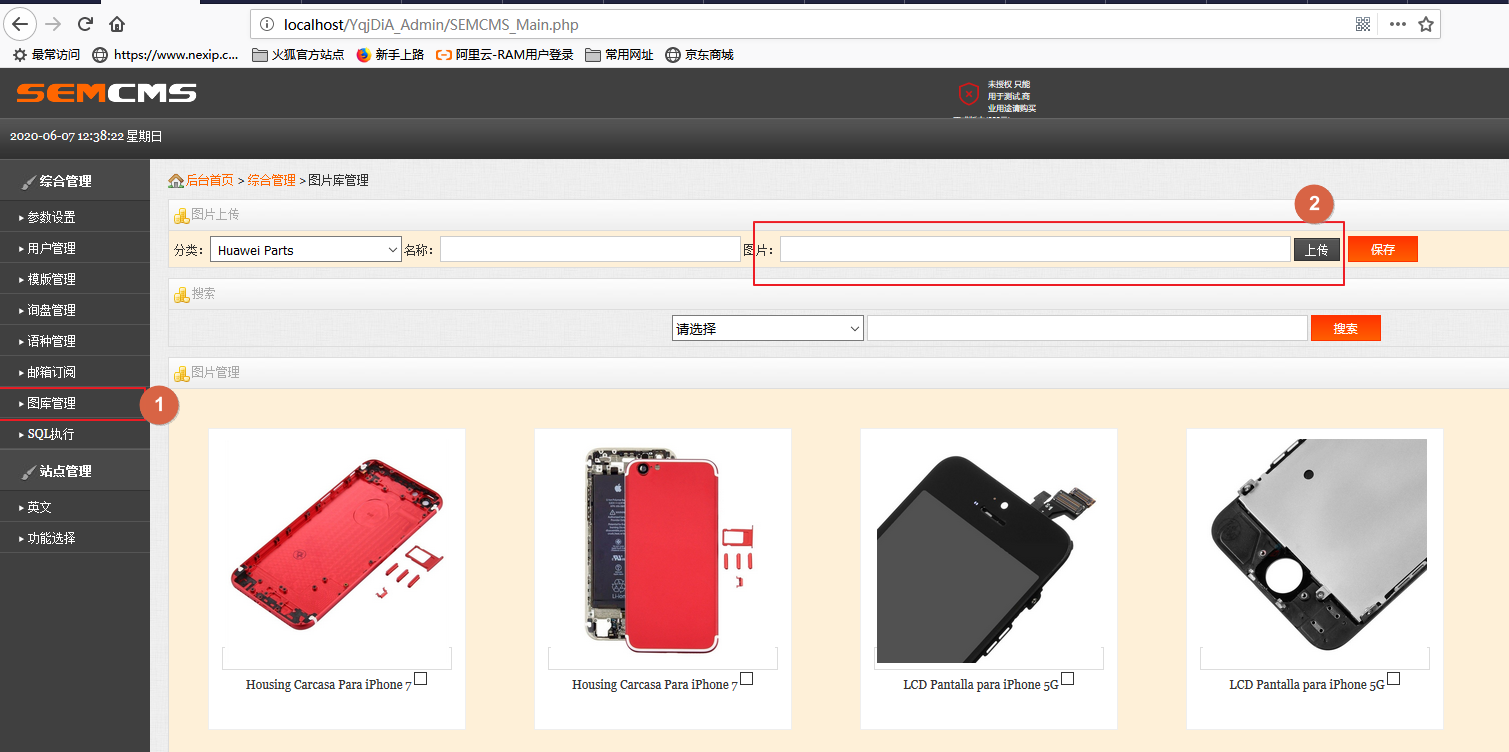 localhost/YqjDiA_Admin/SEMCMS_Main.php
最常访问 https://www.nexip.c... 火狐官方站点 新手上路 阿里云-RAM用户登录 常用网址 京东商城
SEMCMS
未授权 只能
用于测试,商
业用途请购买
2020-06-07 12:38:22 星期日
综合管理
参数设置
用户管理
模版管理
询盘管理
语种管理
邮箱订阅
图库管理
1
SQL执行
站点管理
英文
功能选择
后台首页 > 综合管理 > 图片库管理
图片上传
2
分类: Huawei Parts 名称: 图片: 上传 保存
搜索
请选择 搜索
图片管理
Housing Carcasa Para iPhone 7
Housing Carcasa Para iPhone 7
LCD Pantalla para iPhone 5G
LCD Pantalla para iPhone 5G